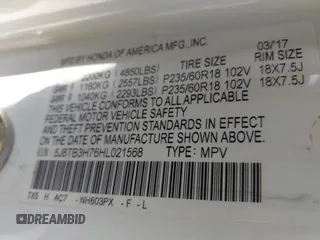 MFD. BY HONDA OF AMERICA MFG., INC. 03/17
TIRE SIZE RIM SIZE
(4850LBS)
1160KG (2557LBS) P235/60R18 102V 18X7.5J
1040KG (2293LBS) P235/60R18 102V 18X7.5J
THIS VEHICLE CONFORMS TO ALL APPLICABLE
FEDERAL MOTOR VEHICLE SAFETY
AND THEFT PREVENTION STANDARDS IN EFFECT ON THE
DATE OF MANUFACTURE SHOWN ABOVE.
5J8TB3H76HL021568 TYPE: MPV
TX5 H AC7 -NH603PX -F -L
DREAMBID